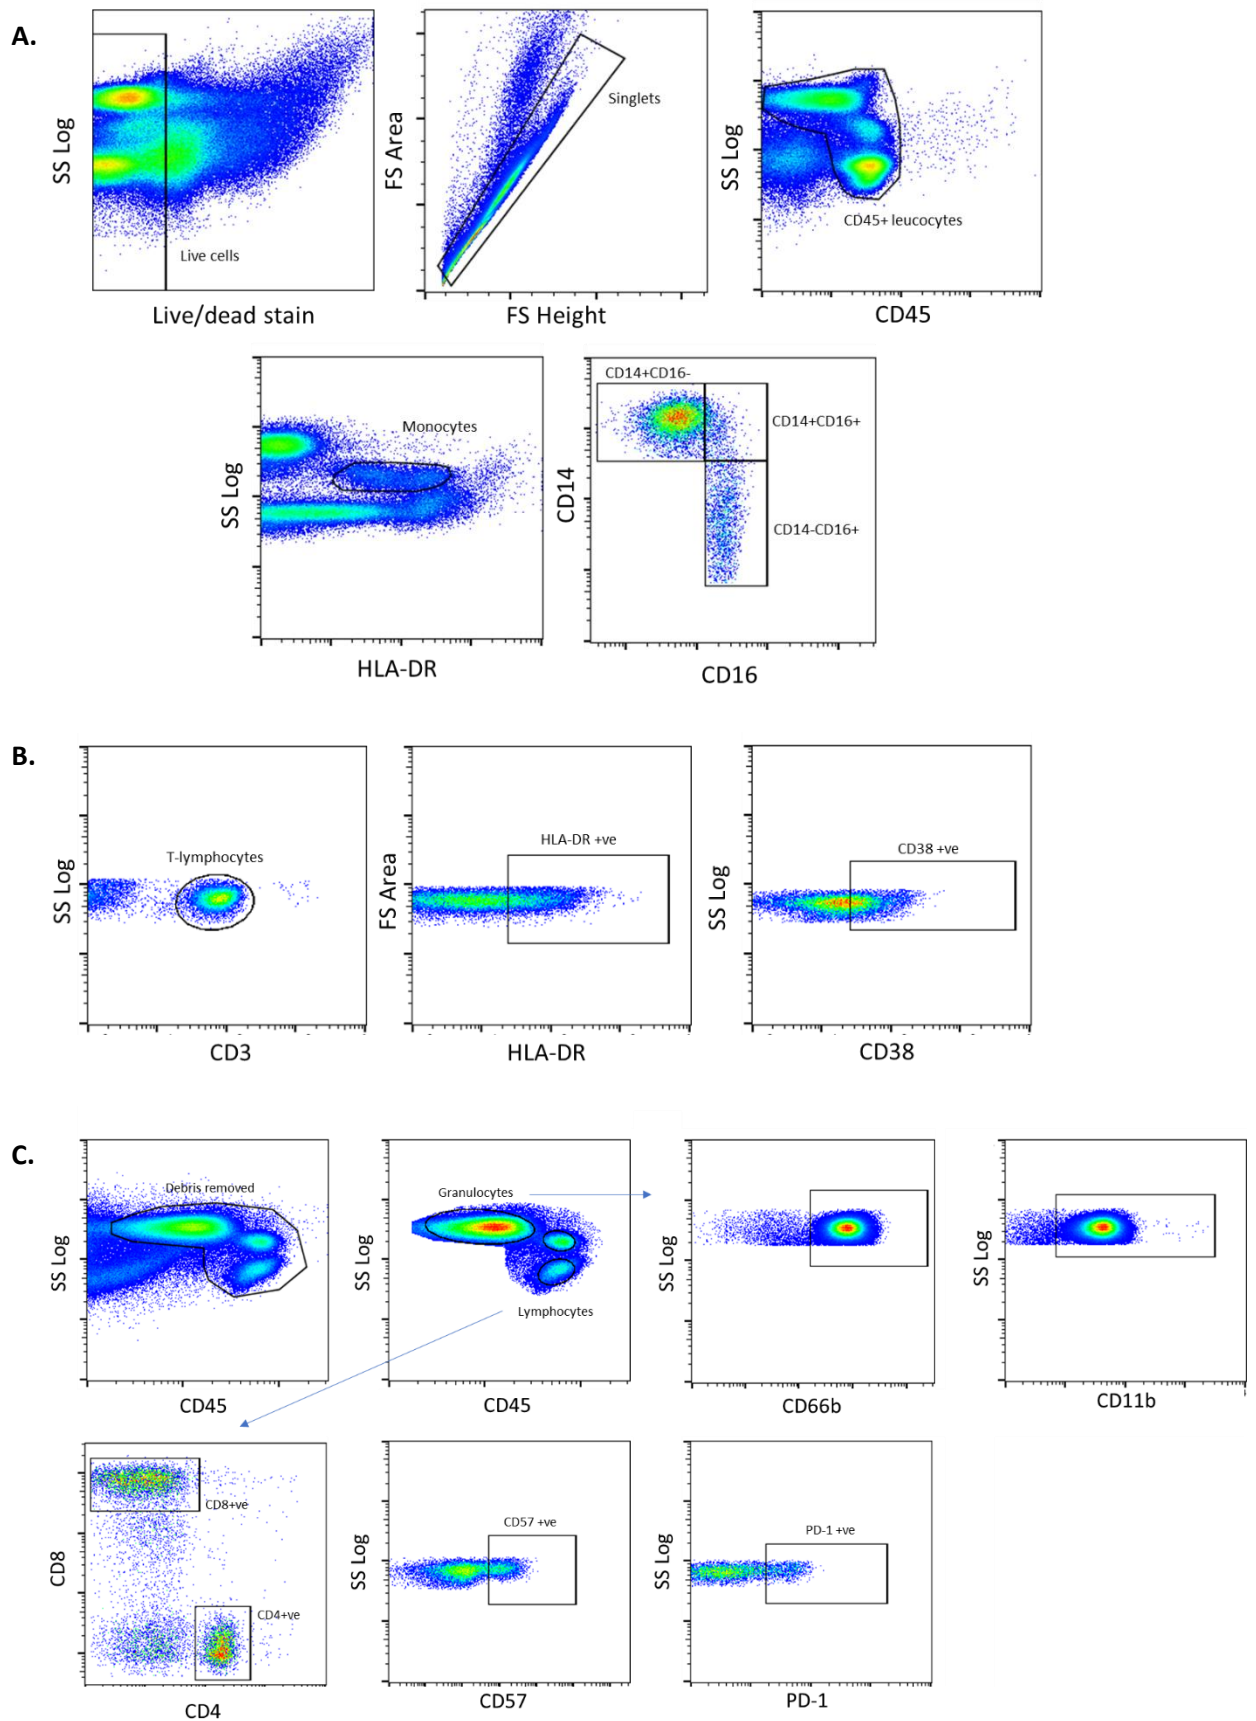 A.
SS Log
Live cells
Live/dead stain
FS Area
Singlets
FS Height
SS Log
CD45+ leucocytes
CD45
SS Log
Monocytes
HLA-DR
CD14+CD16-
CD14
CD14+CD16+
CD14-CD16+
CD16
B.
SS Log
T-lymphocytes
CD3
FS Area
HLA-DR +ve
HLA-DR
SS Log
CD38 +ve
CD38
C.
SS Log
Debris removed
CD45
SS Log
Granulocytes
Lymphocytes
CD45
SS Log
CD66b
SS Log
CD11b
CD8
CD8+ve
CD4+ve
CD4
SS Log
CD57 +ve
CD57
SS Log
PD-1 +ve
PD-1